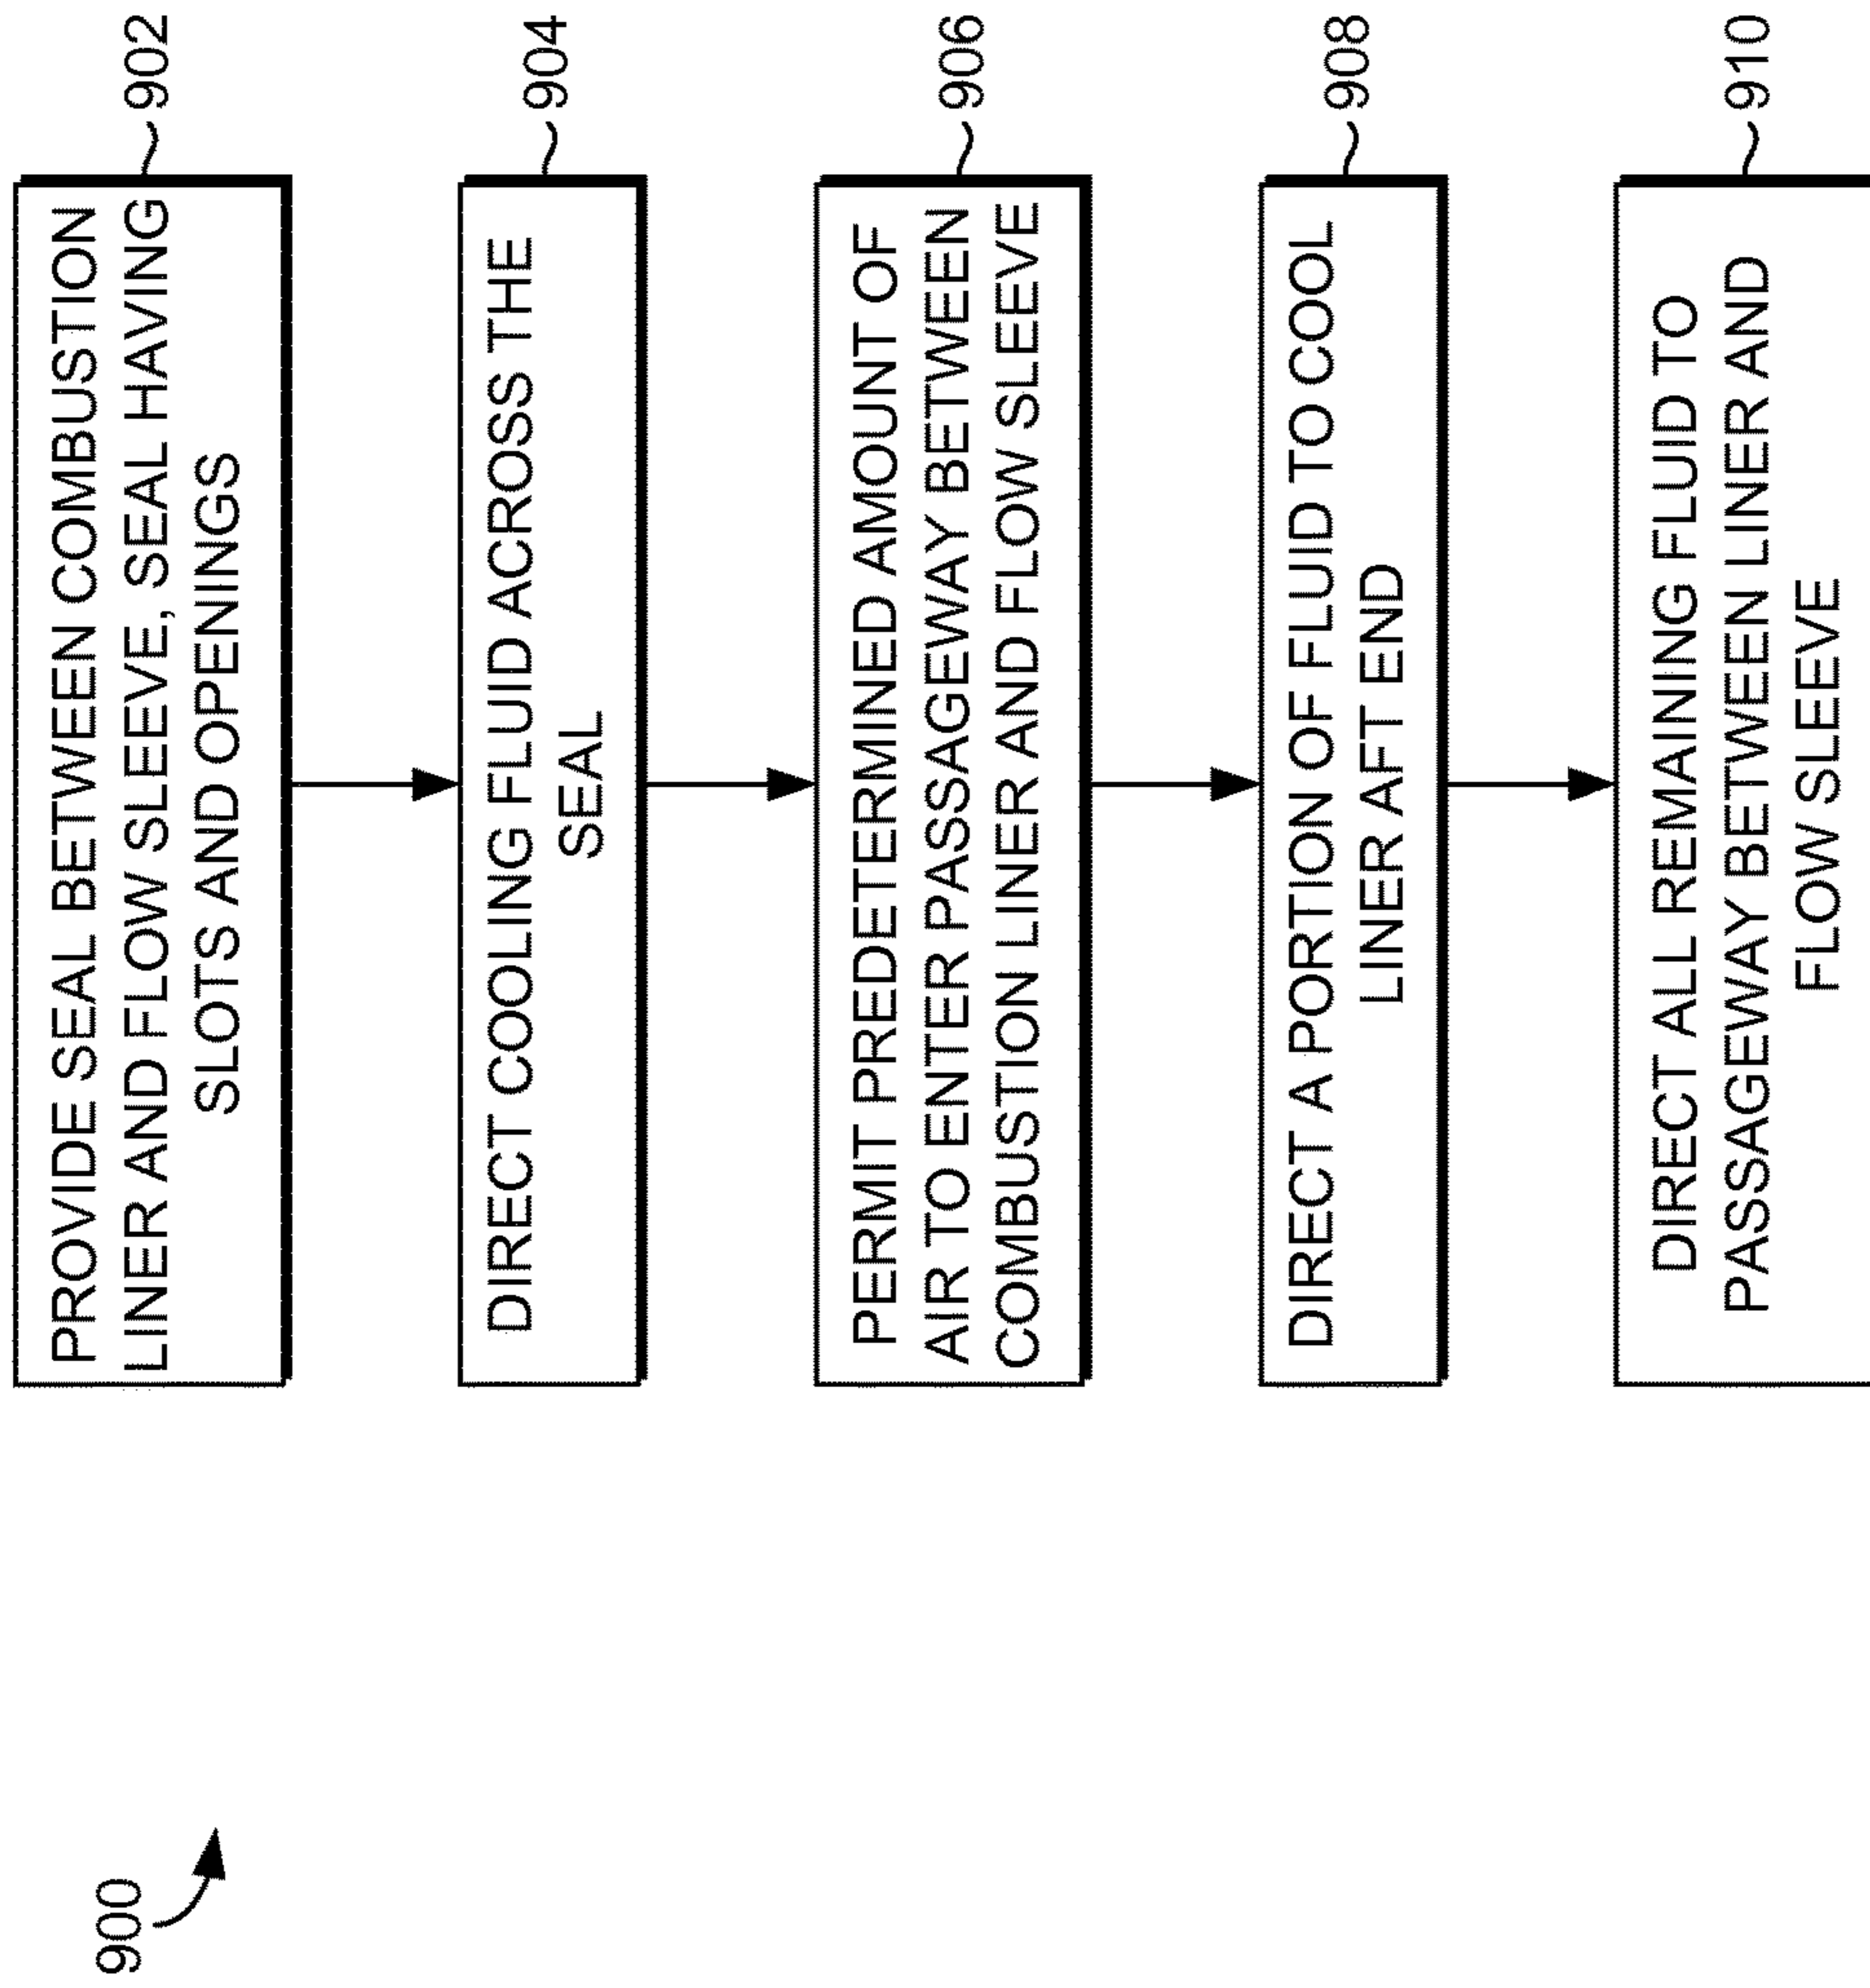 900
PROVIDE SEAL BETWEEN COMBUSTION
LINER AND FLOW SLEEVE, SEAL HAVING
SLOTS AND OPENINGS
902
DIRECT COOLING FLUID ACROSS THE
SEAL
904
PERMIT PREDETERMINED AMOUNT OF
AIR TO ENTER PASSAGEWAY BETWEEN
COMBUSTION LINER AND FLOW SLEEVE
906
DIRECT A PORTION OF FLUID TO COOL
LINER AFT END
908
DIRECT ALL REMAINING FLUID TO
PASSAGEWAY BETWEEN LINER AND
FLOW SLEEVE
910